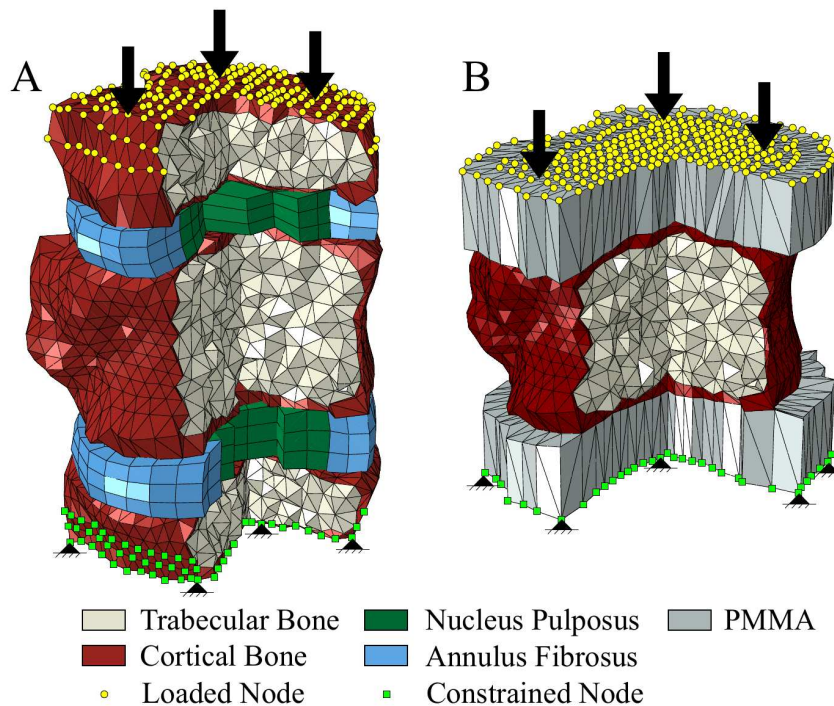 A
B
Trabecular Bone
Nucleus Pulposus
PMMA
Cortical Bone
Annulus Fibrosus
Loaded Node
Constrained Node